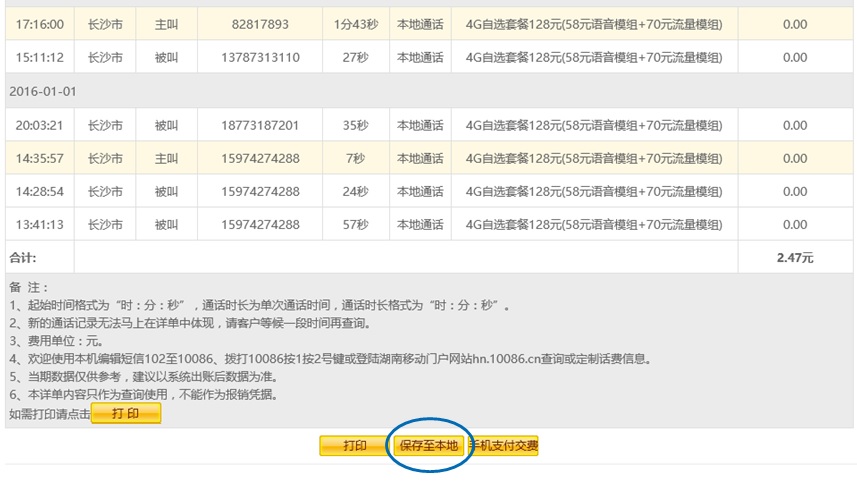 17:16:00 长沙市 主叫 82817893 1分43秒 本地通话 4G自选套餐128元(58元语音模组+70元流量模组) 0.00
15:11:12 长沙市 被叫 13787313110 27秒 本地通话 4G自选套餐128元(58元语音模组+70元流量模组) 0.00
2016-01-01
20:03:21 长沙市 被叫 18773187201 35秒 本地通话 4G自选套餐128元(58元语音模组+70元流量模组) 0.00
14:35:57 长沙市 主叫 15974274288 7秒 本地通话 4G自选套餐128元(58元语音模组+70元流量模组) 0.00
14:28:54 长沙市 被叫 15974274288 24秒 本地通话 4G自选套餐128元(58元语音模组+70元流量模组) 0.00
13:41:13 长沙市 被叫 15974274288 57秒 本地通话 4G自选套餐128元(58元语音模组+70元流量模组) 0.00
合计: 2.47元
备 注：
1、起始时间格式为“时：分：秒”，通话时长为单次通话时间，通话时长格式为“时：分：秒”。
2、新的通话记录无法马上在详单中体现，请客户等候一段时间再查询。
3、费用单位：元。
4、欢迎使用本机编辑短信102至10086、拨打10086按1按2号键或登陆湖南移动门户网站hn.10086.cn查询或定制话费信息。
5、当期数据仅供参考，建议以系统出账后数据为准。
6、本详单内容只作为查询使用，不能作为报销凭据。
如需打印请点击 打 印
打印 保存至本地 手机支付交费